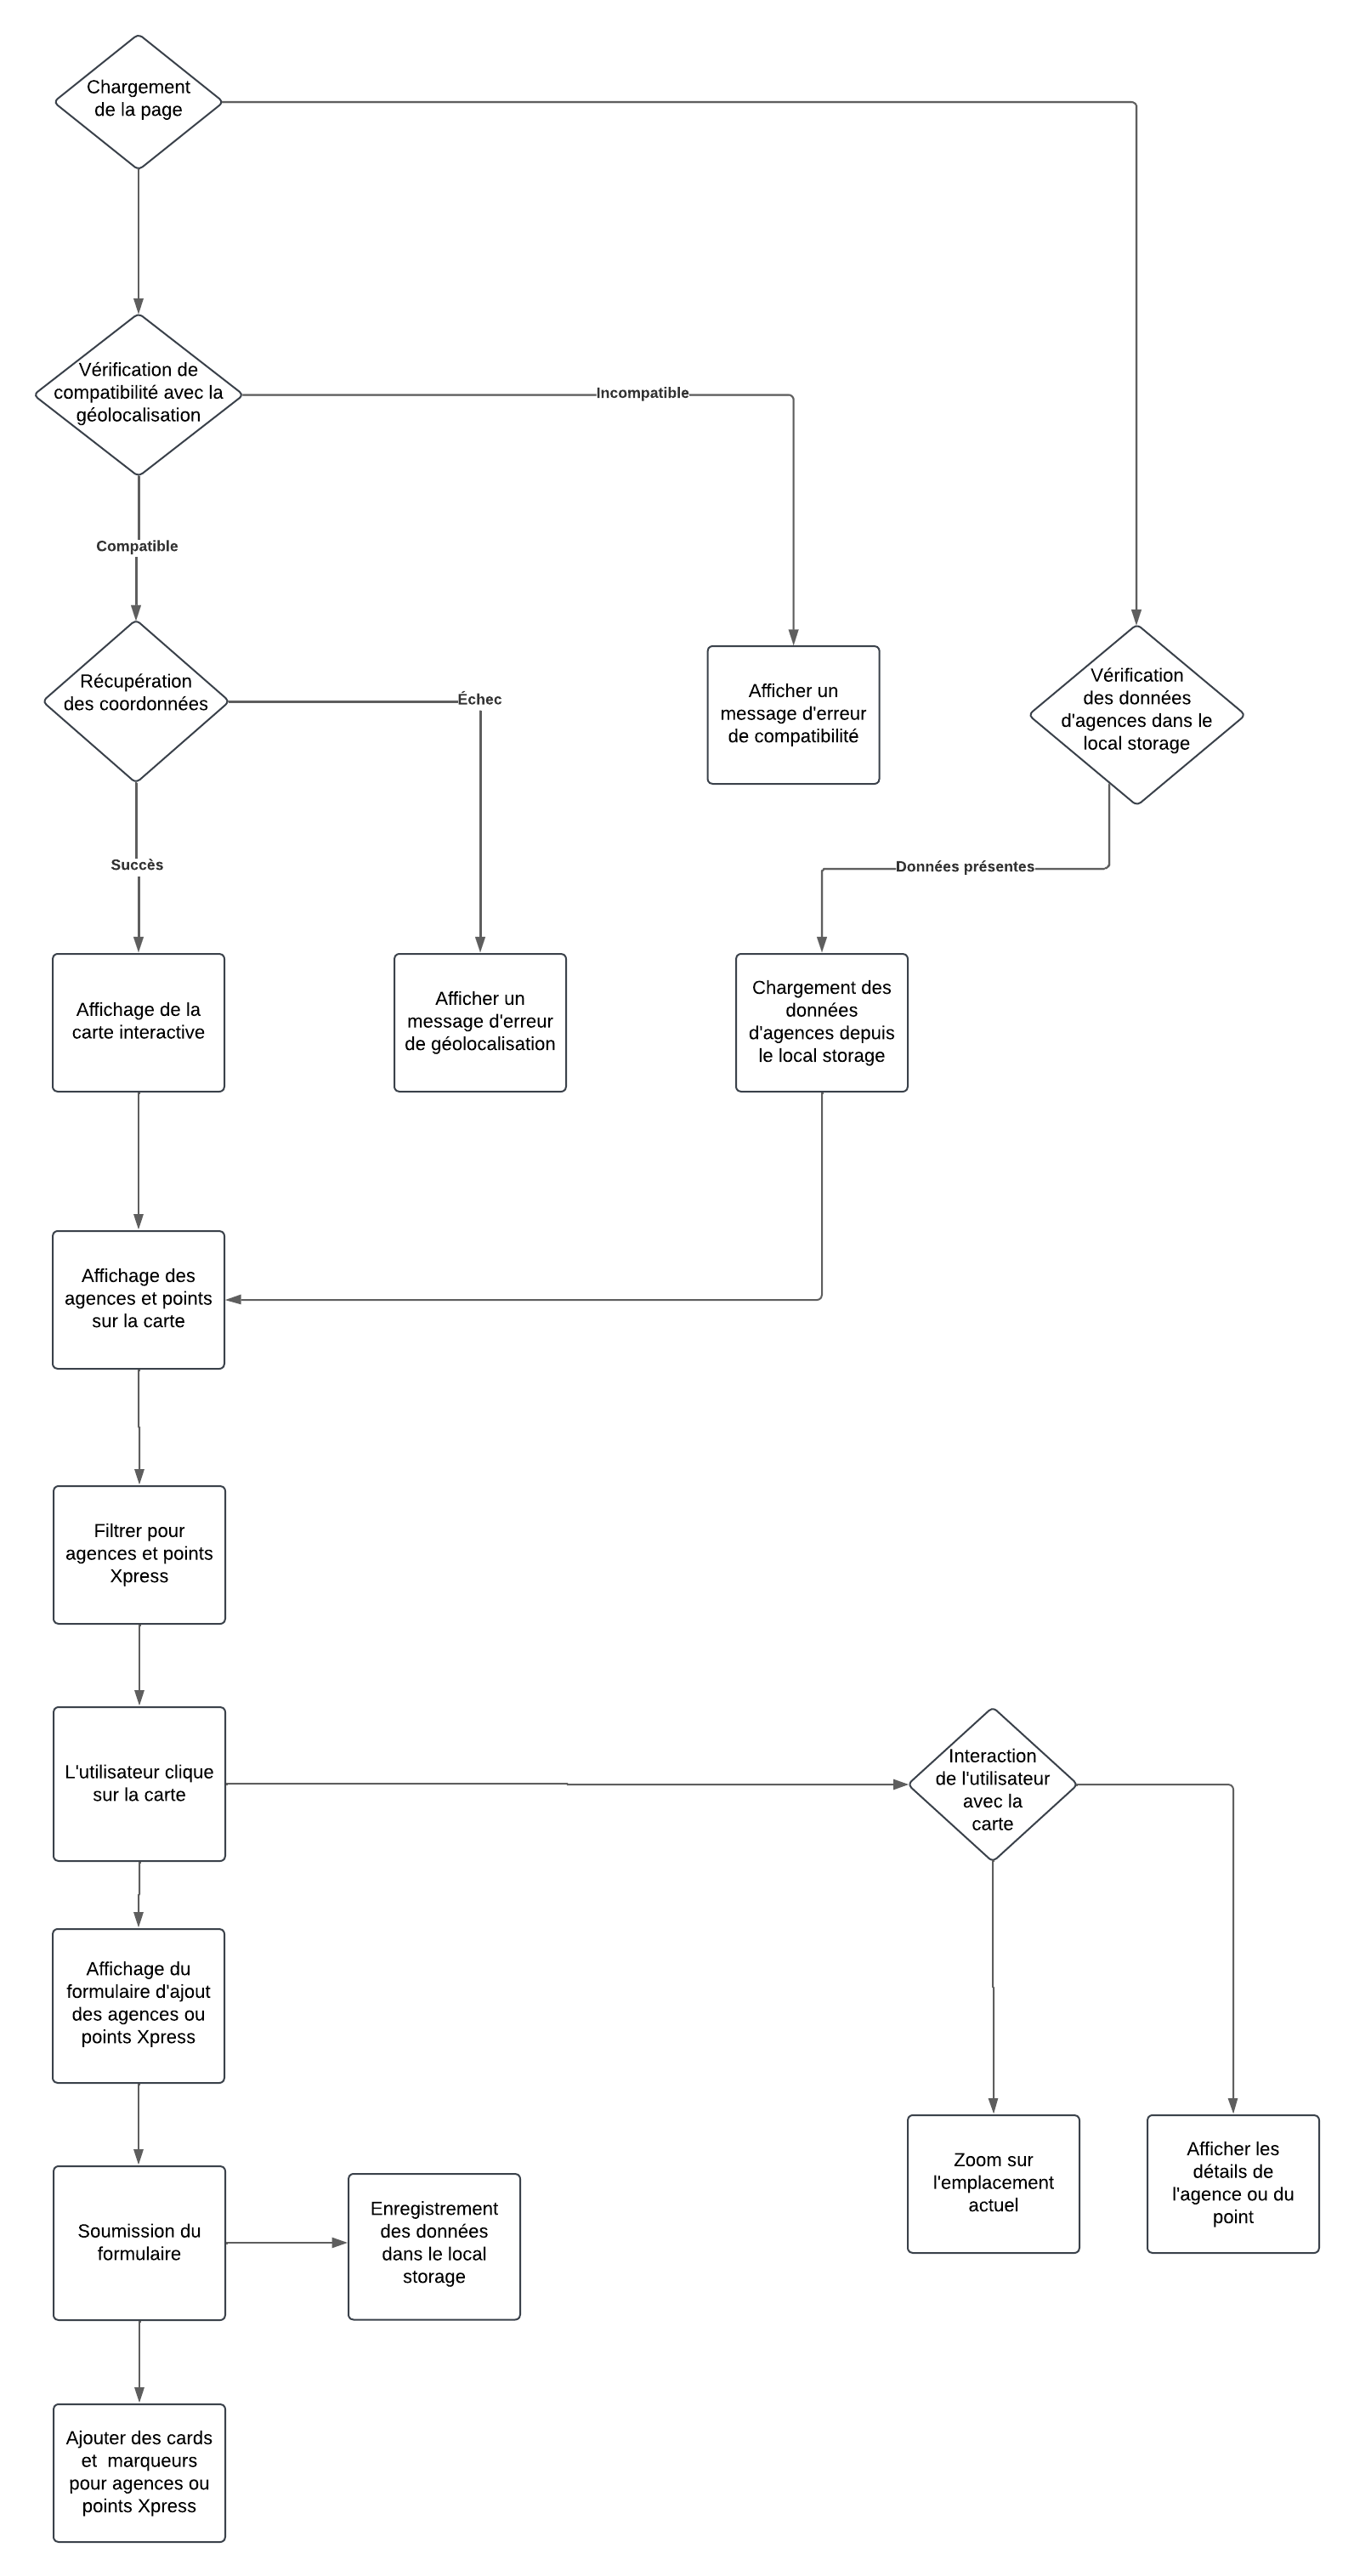 Chargement
de la page
Vérification de
compatibilité avec la
géolocalisation
Incompatible
Compatible
Récupération
des coordonnées
Échec
Afficher un
message d'erreur
de compatibilité
Vérification
des données
d'agences dans le
local storage
Succès
Données présentes
Affichage de la
carte interactive
Afficher un
message d'erreur
de géolocalisation
Chargement des
données
d'agences depuis
le local storage
Affichage des
agences et points
sur la carte
Filtrer pour
agences et points
Xpress
L'utilisateur clique
sur la carte
Interaction
de l'utilisateur
avec la
carte
Affichage du
formulaire d'ajout
des agences ou
points Xpress
Zoom sur
l'emplacement
actuel
Afficher les
détails de
l'agence ou du
point
Soumission du
formulaire
Enregistrement
des données
dans le local
storage
Ajouter des cards
et  marqueurs
pour agences ou
points Xpress